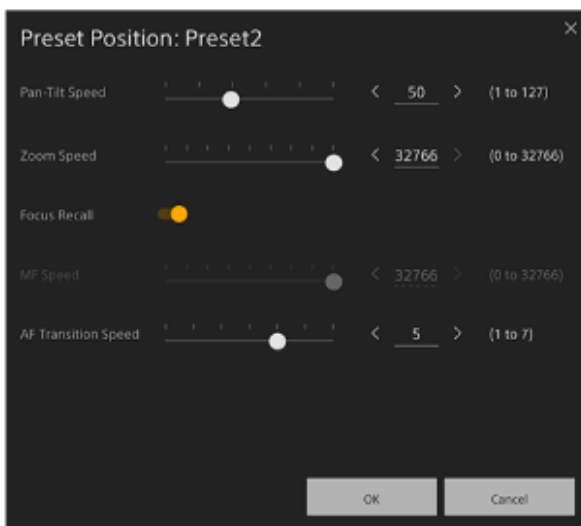 Preset Position: Preset2
Pan-Tilt Speed 50 (1 to 127)
Zoom Speed 32766 (0 to 32766)
Focus Recall
MF Speed 32766 (0 to 32766)
AF Transition Speed 5 (1 to 7)
OK Cancel